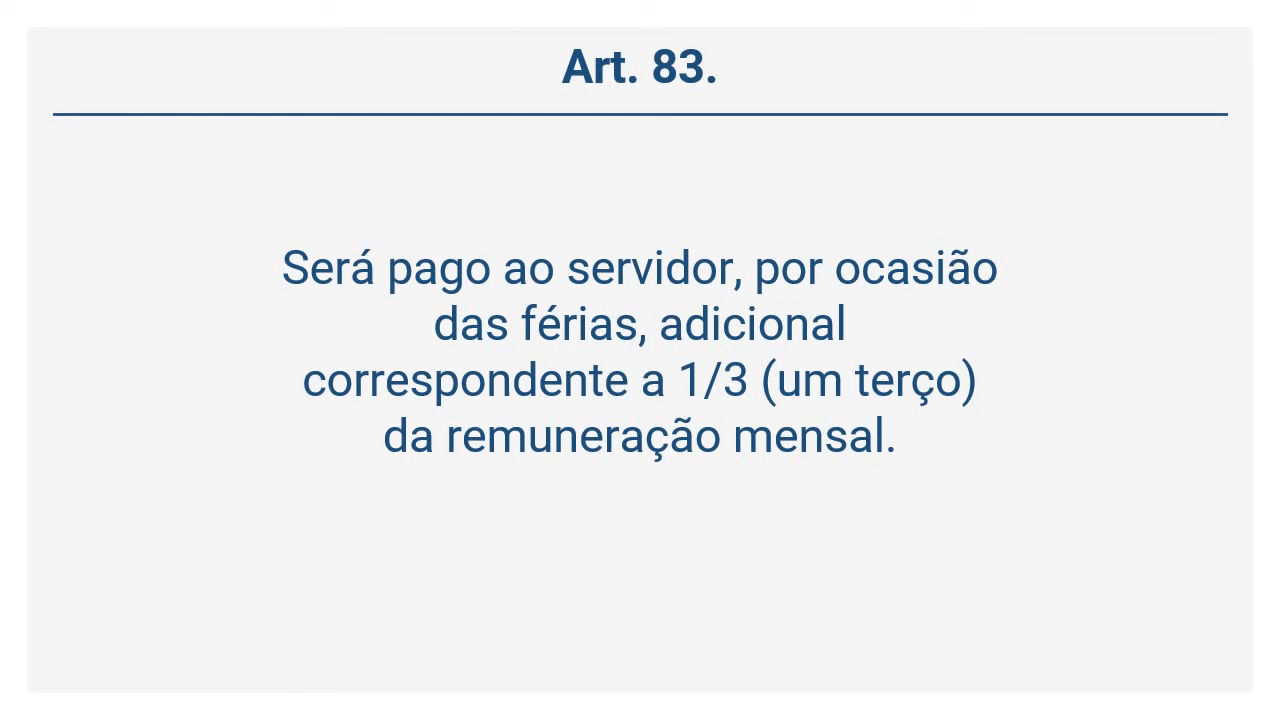 Art. 83.
Será pago ao servidor, por ocasião
das férias, adicional
correspondente a 1/3 (um terço)
da remuneração mensal.